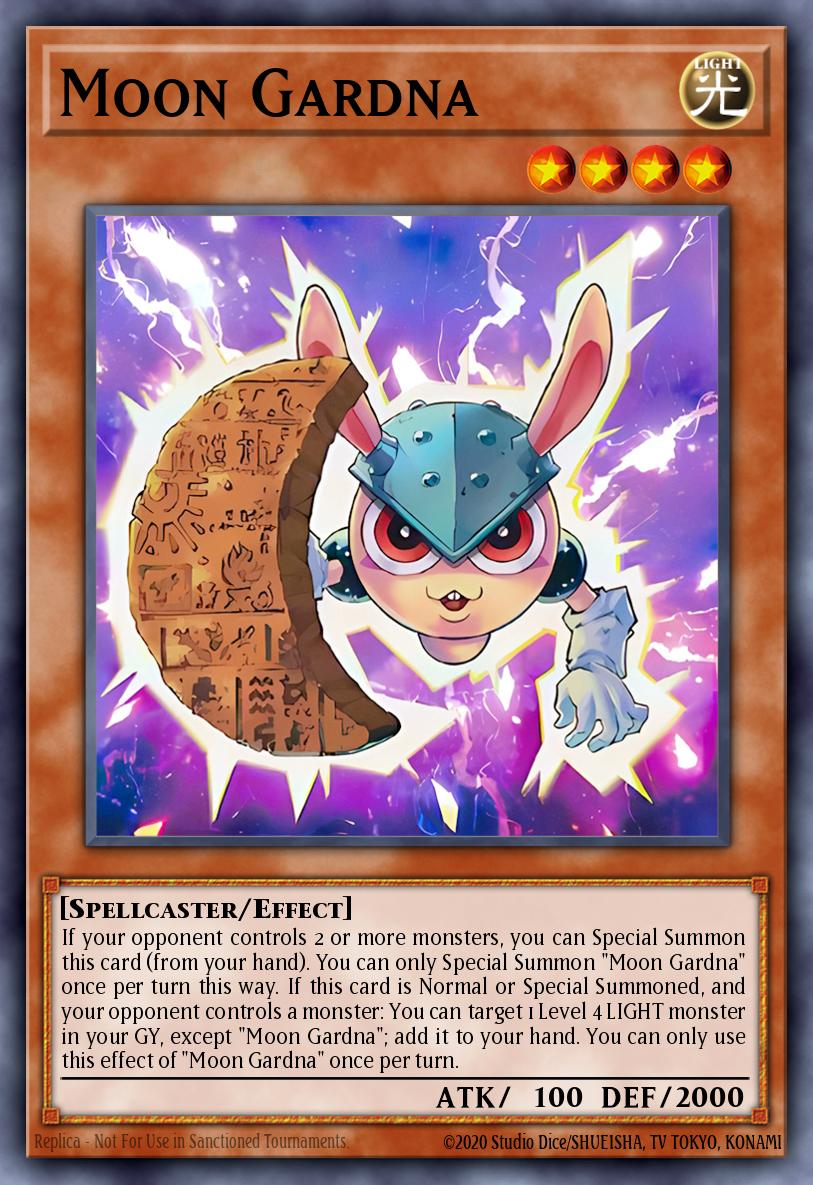 Moon Gardna
LIGHT
光
[Spellcaster/Effect]
If your opponent controls 2 or more monsters, you can Special Summon
this card (from your hand). You can only Special Summon "Moon Gardna"
once per turn this way. If this card is Normal or Special Summoned, and
your opponent controls a monster: You can target 1 Level 4 LIGHT monster
in your GY, except "Moon Gardna"; add it to your hand. You can only use
this effect of "Moon Gardna" once per turn.
ATK/ 100 DEF/2000
Replica - Not For Use in Sanctioned Tournaments.
©2020 Studio Dice/SHUEISHA, TV TOKYO, KONAMI